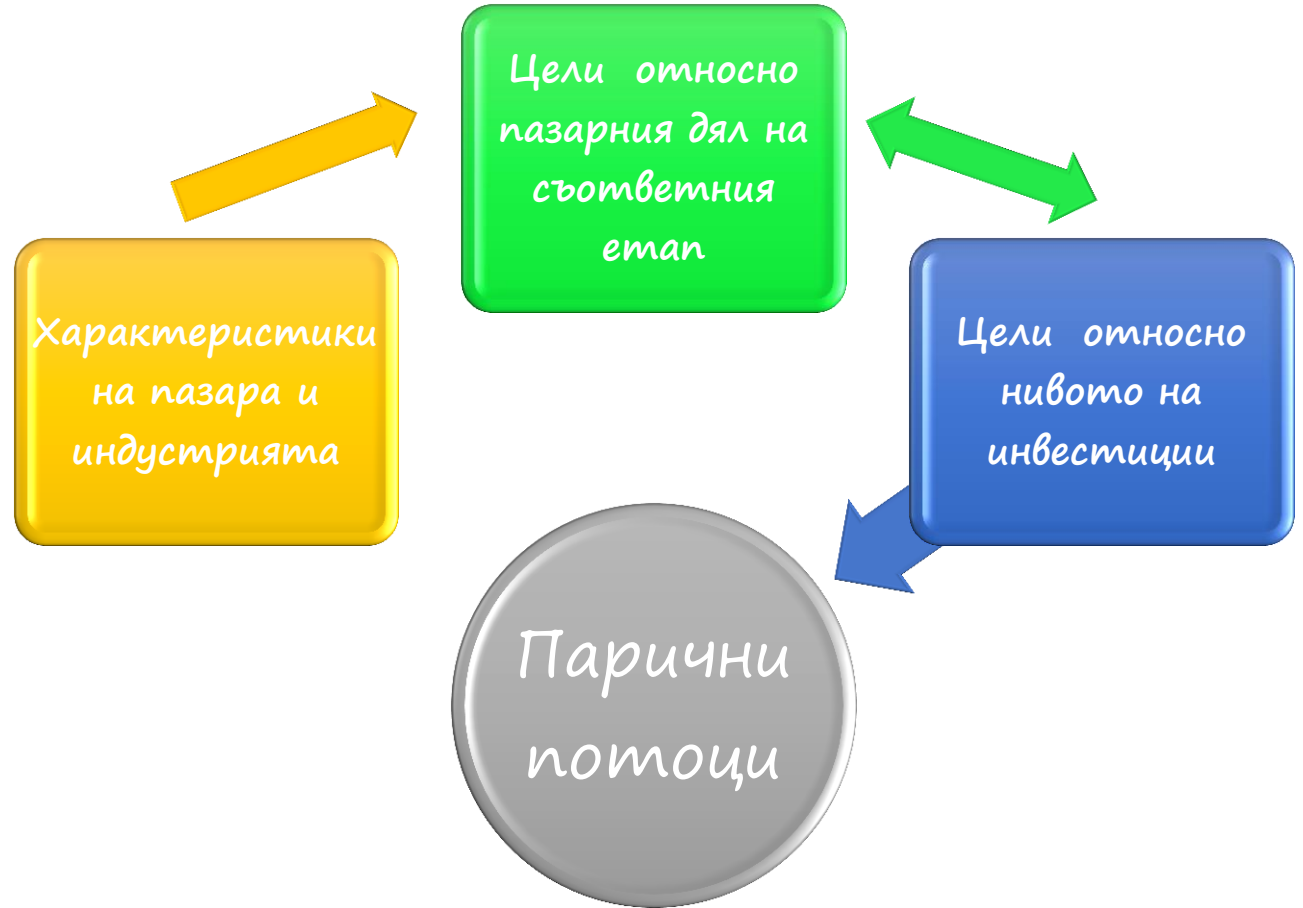 Цели относно
пазарния дял на
съответния
етап
Характеристики
на пазара и
индустрията
Цели относно
нивото на
инвестиции
Парични
потоци